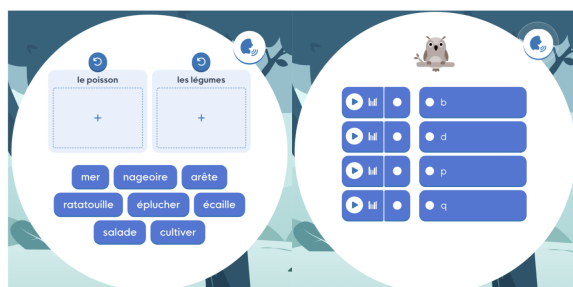 le poisson les légumes
mer nageoire arête
ratatouille éplucher écaille
salade cultiver
b
d
p
q